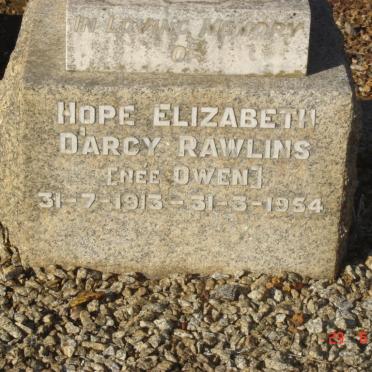 IN LOVING MEMORY
OF
HOPE ELIZABETH
D'ARCY RAWLINS
[NEE OWEN]
31-7-1913 - 31-3-1954